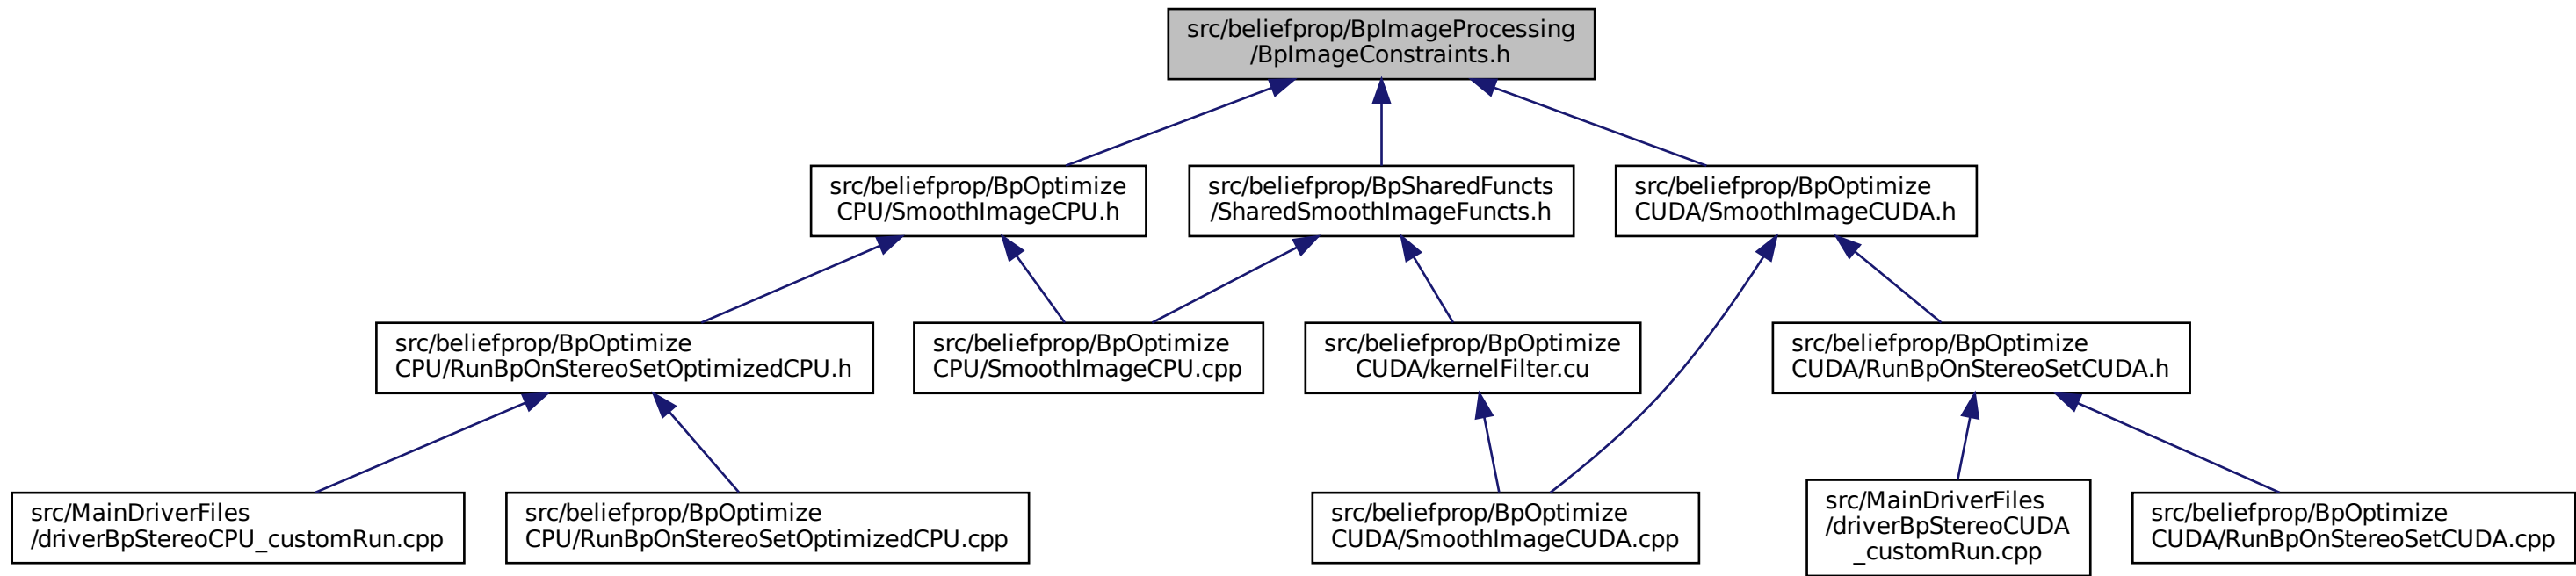 src/beliefprop/BpImageProcessing
/BpImageConstraints.h
src/beliefprop/BpOptimize
CPU/SmoothImageCPU.h
src/beliefprop/BpSharedFuncts
/SharedSmoothImageFuncts.h
src/beliefprop/BpOptimize
CUDA/SmoothImageCUDA.h
src/beliefprop/BpOptimize
CPU/RunBpOnStereoSetOptimizedCPU.h
src/beliefprop/BpOptimize
CPU/SmoothImageCPU.cpp
src/beliefprop/BpOptimize
CUDA/kernelFilter.cu
src/beliefprop/BpOptimize
CUDA/RunBpOnStereoSetCUDA.h
src/MainDriverFiles
/driverBpStereoCPU_customRun.cpp
src/beliefprop/BpOptimize
CPU/RunBpOnStereoSetOptimizedCPU.cpp
src/beliefprop/BpOptimize
CUDA/SmoothImageCUDA.cpp
src/MainDriverFiles
/driverBpStereoCUDA
_customRun.cpp
src/beliefprop/BpOptimize
CUDA/RunBpOnStereoSetCUDA.cpp